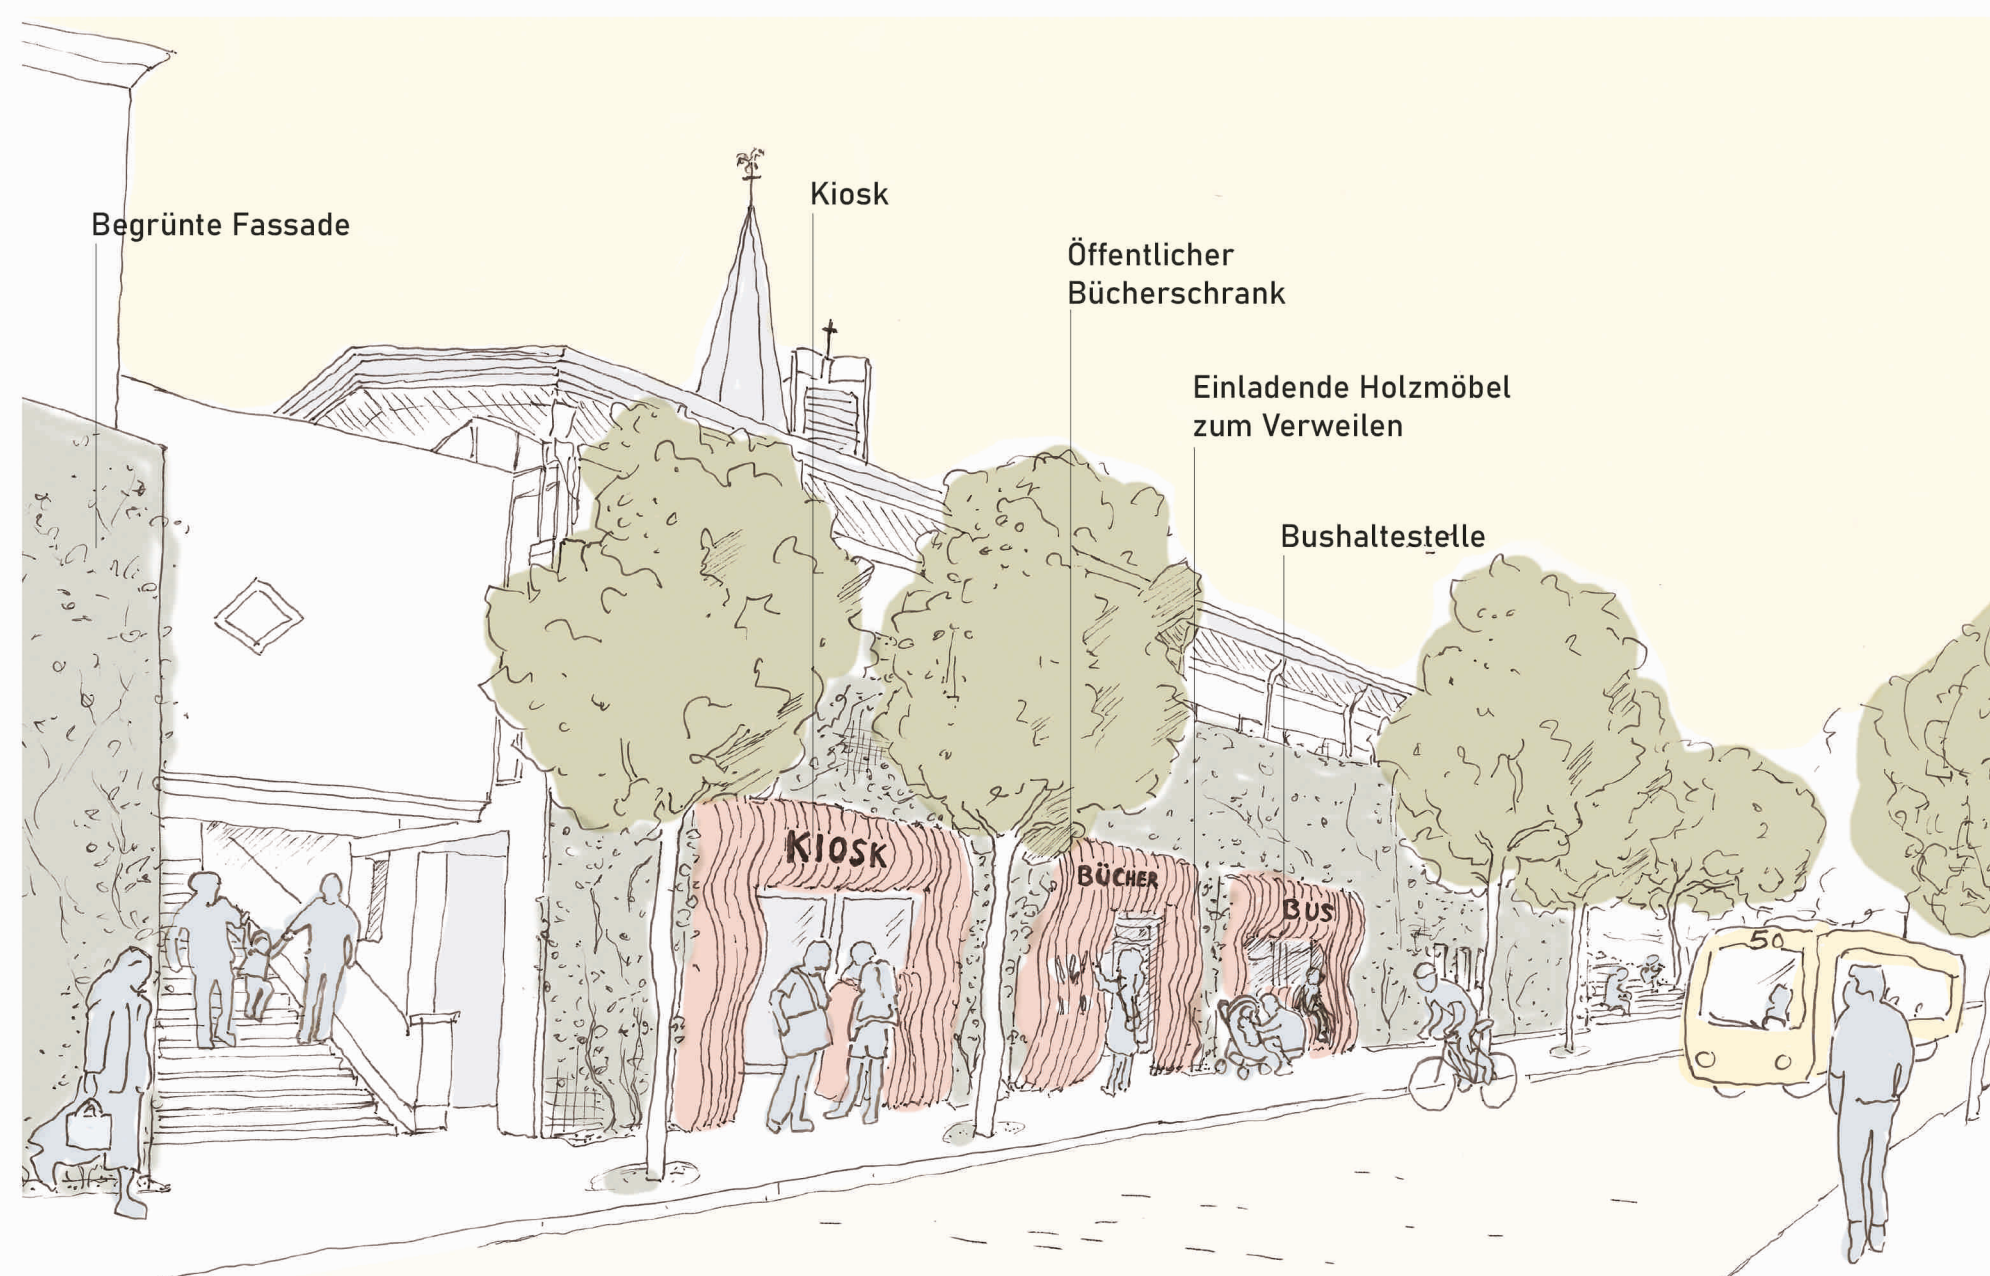 Kiosk
Begrünte Fassade
Öffentlicher
Bücherschrank
Einladende Holzmöbel
zum Verweilen
Bushaltestelle
KIOSK
BÜCHER
BUS
50